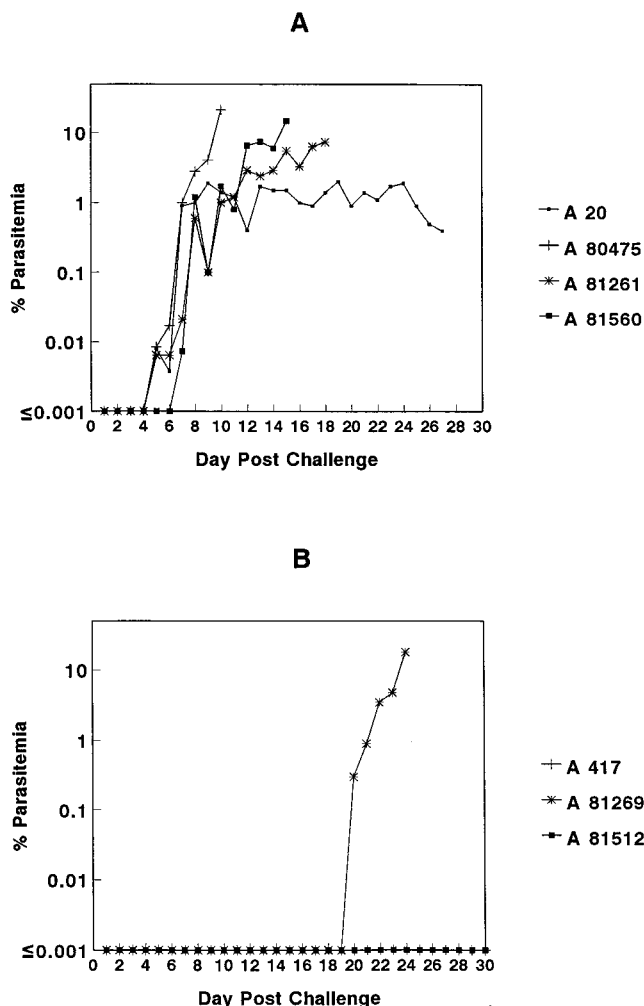 A
% Parasitemia
10
1
0.1
0.01
≤0.001
0 2 4 6 8 10 12 14 16 18 20 22 24 26 28 30
Day Post Challenge
A 20
A 80475
A 81261
A 81560
B
% Parasitemia
10
1
0.1
0.01
≤0.001
0 2 4 6 8 10 12 14 16 18 20 22 24 26 28 30
Day Post Challenge
A 417
A 81269
A 81512